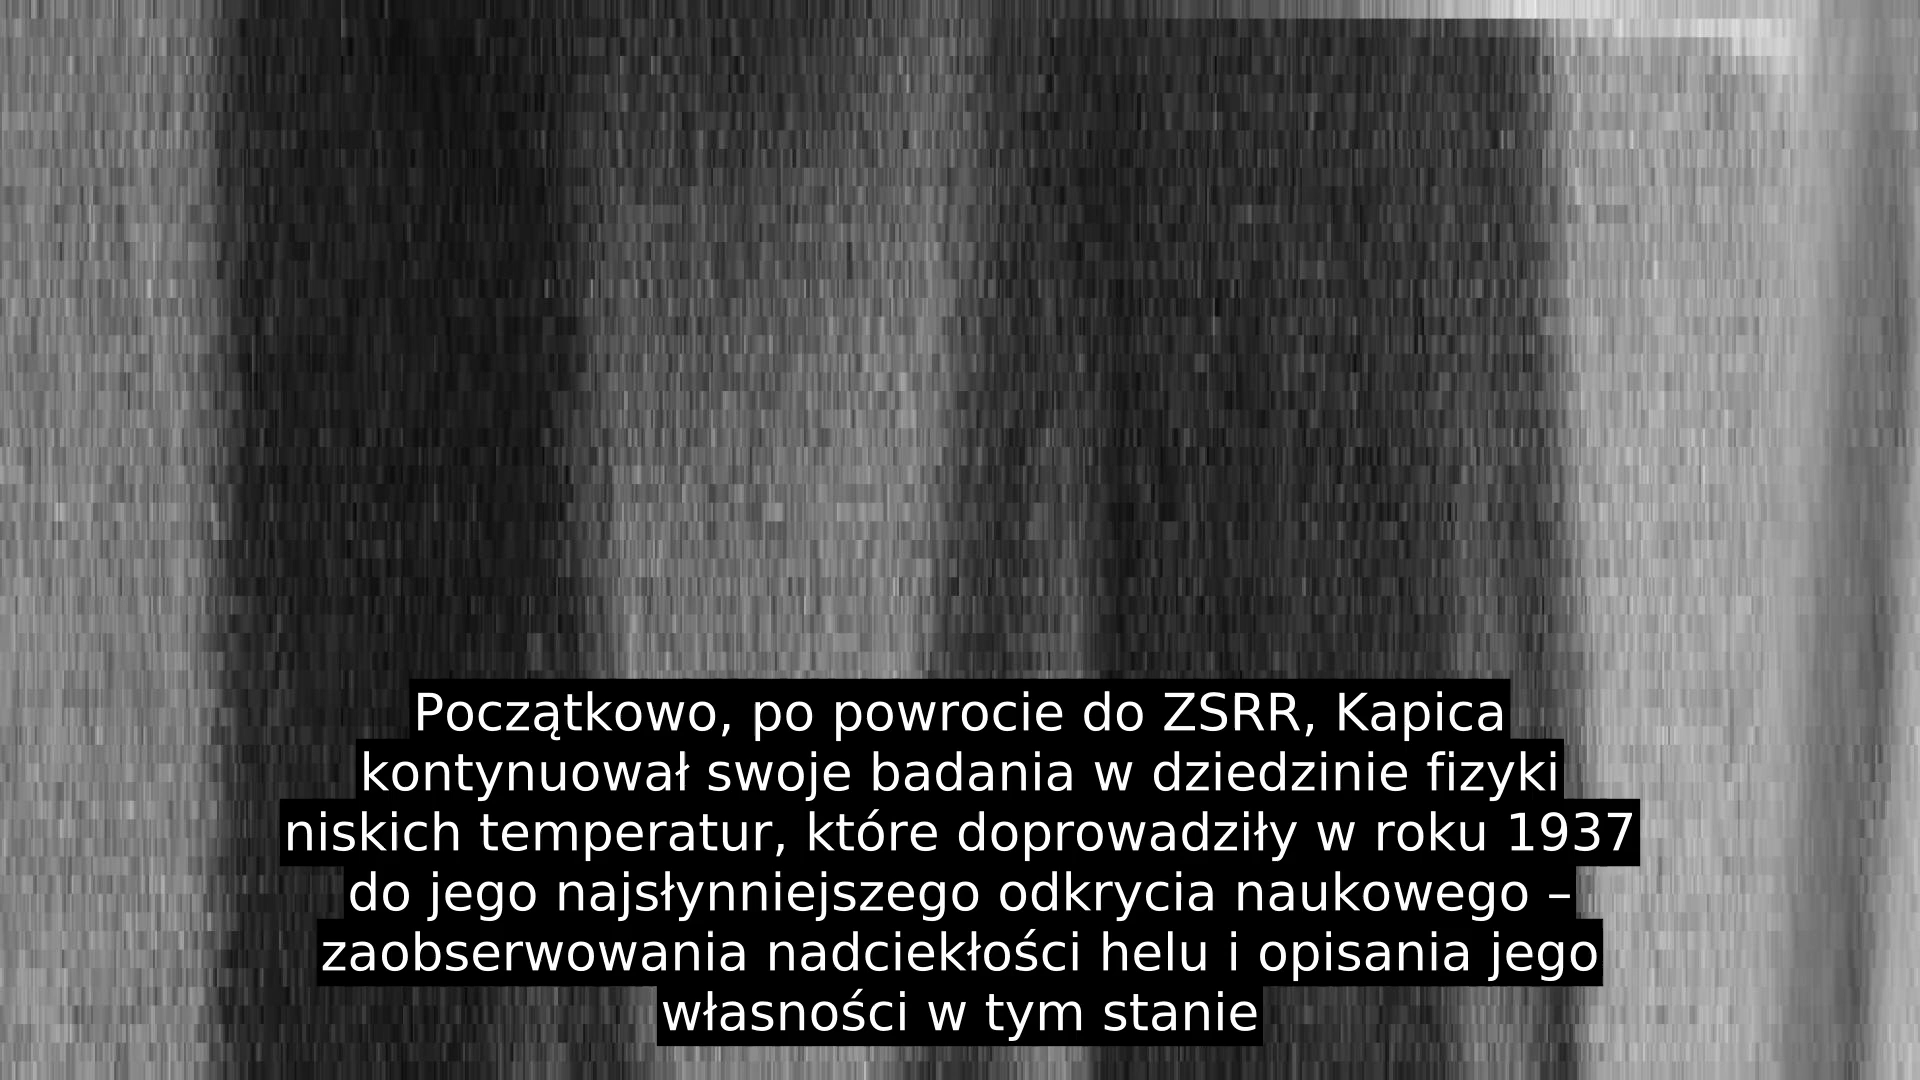 Początkowo, po powrocie do ZSRR, Kapica
kontynuował swoje badania w dziedzinie fizyki
niskich temperatur, które doprowadziły w roku 1937
do jego najsłynniejszego odkrycia naukowego –
zaobserwowania nadciekłości helu i opisania jego
własności w tym stanie